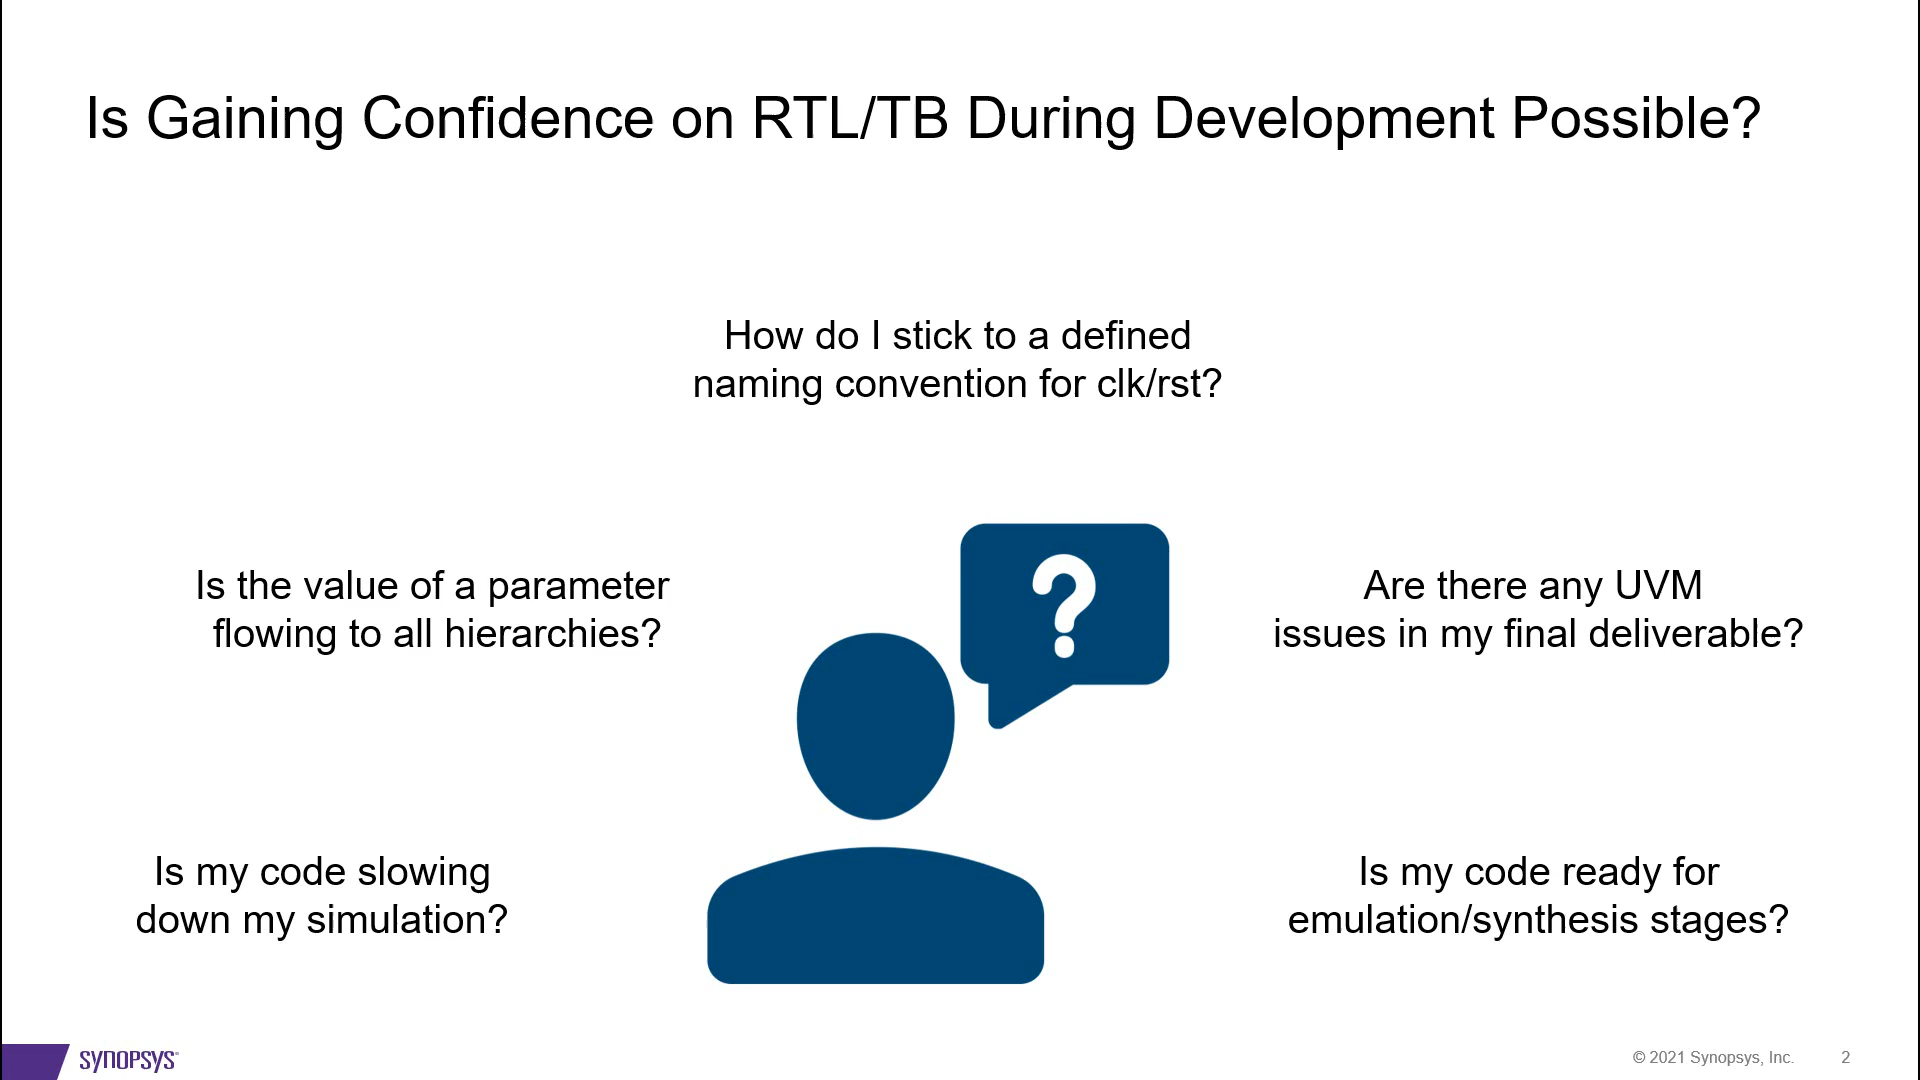 Is Gaining Confidence on RTL/TB During Development Possible?
How do I stick to a defined
naming convention for clk/rst?
Is the value of a parameter
flowing to all hierarchies?
?
Are there any UVM
issues in my final deliverable?
Is my code slowing
down my simulation?
Is my code ready for
emulation/synthesis stages?
SYNOPSYS®
© 2021 Synopsys, Inc.
2